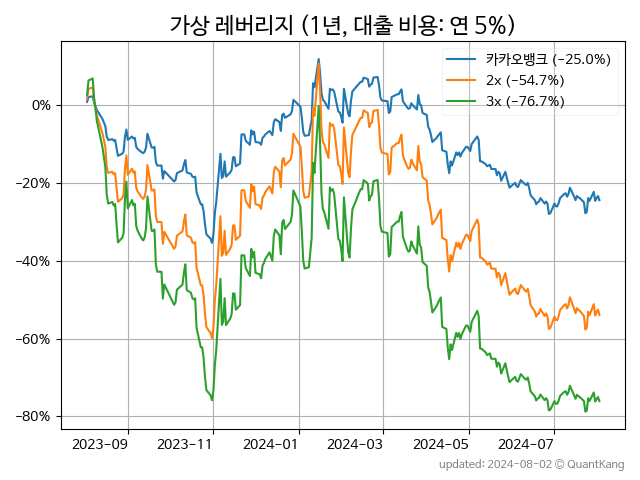 가상 레버리지 (1년, 대출 비용: 연 5%)
카카오뱅크 (−25.0%)
2x (−54.7%)
3x (−76.7%)
0%
−20%
−40%
−60%
−80%
2023-09 2023-11 2024-01 2024-03 2024-05 2024-07
updated: 2024-08-02 ⓒ QuantKang